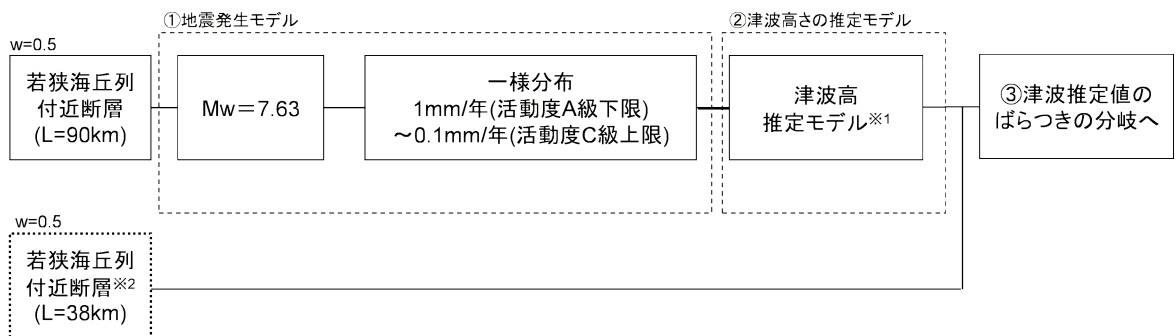 ①地震発生モデル
②津波高さの推定モデル
w=0.5
若狭海丘列
付近断層
(L=90km)
Mw=7.63
一様分布
1mm/年(活動度A級下限)
～0.1mm/年(活動度C級上限)
津波高
推定モデル※1
③津波推定値の
ばらつきの分岐へ
w=0.5
若狭海丘列
付近断層※2
(L=38km)